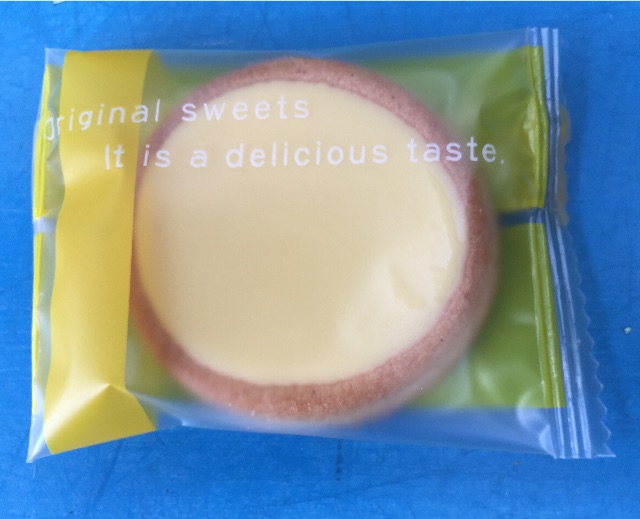 original sweets
It is a delicious taste.